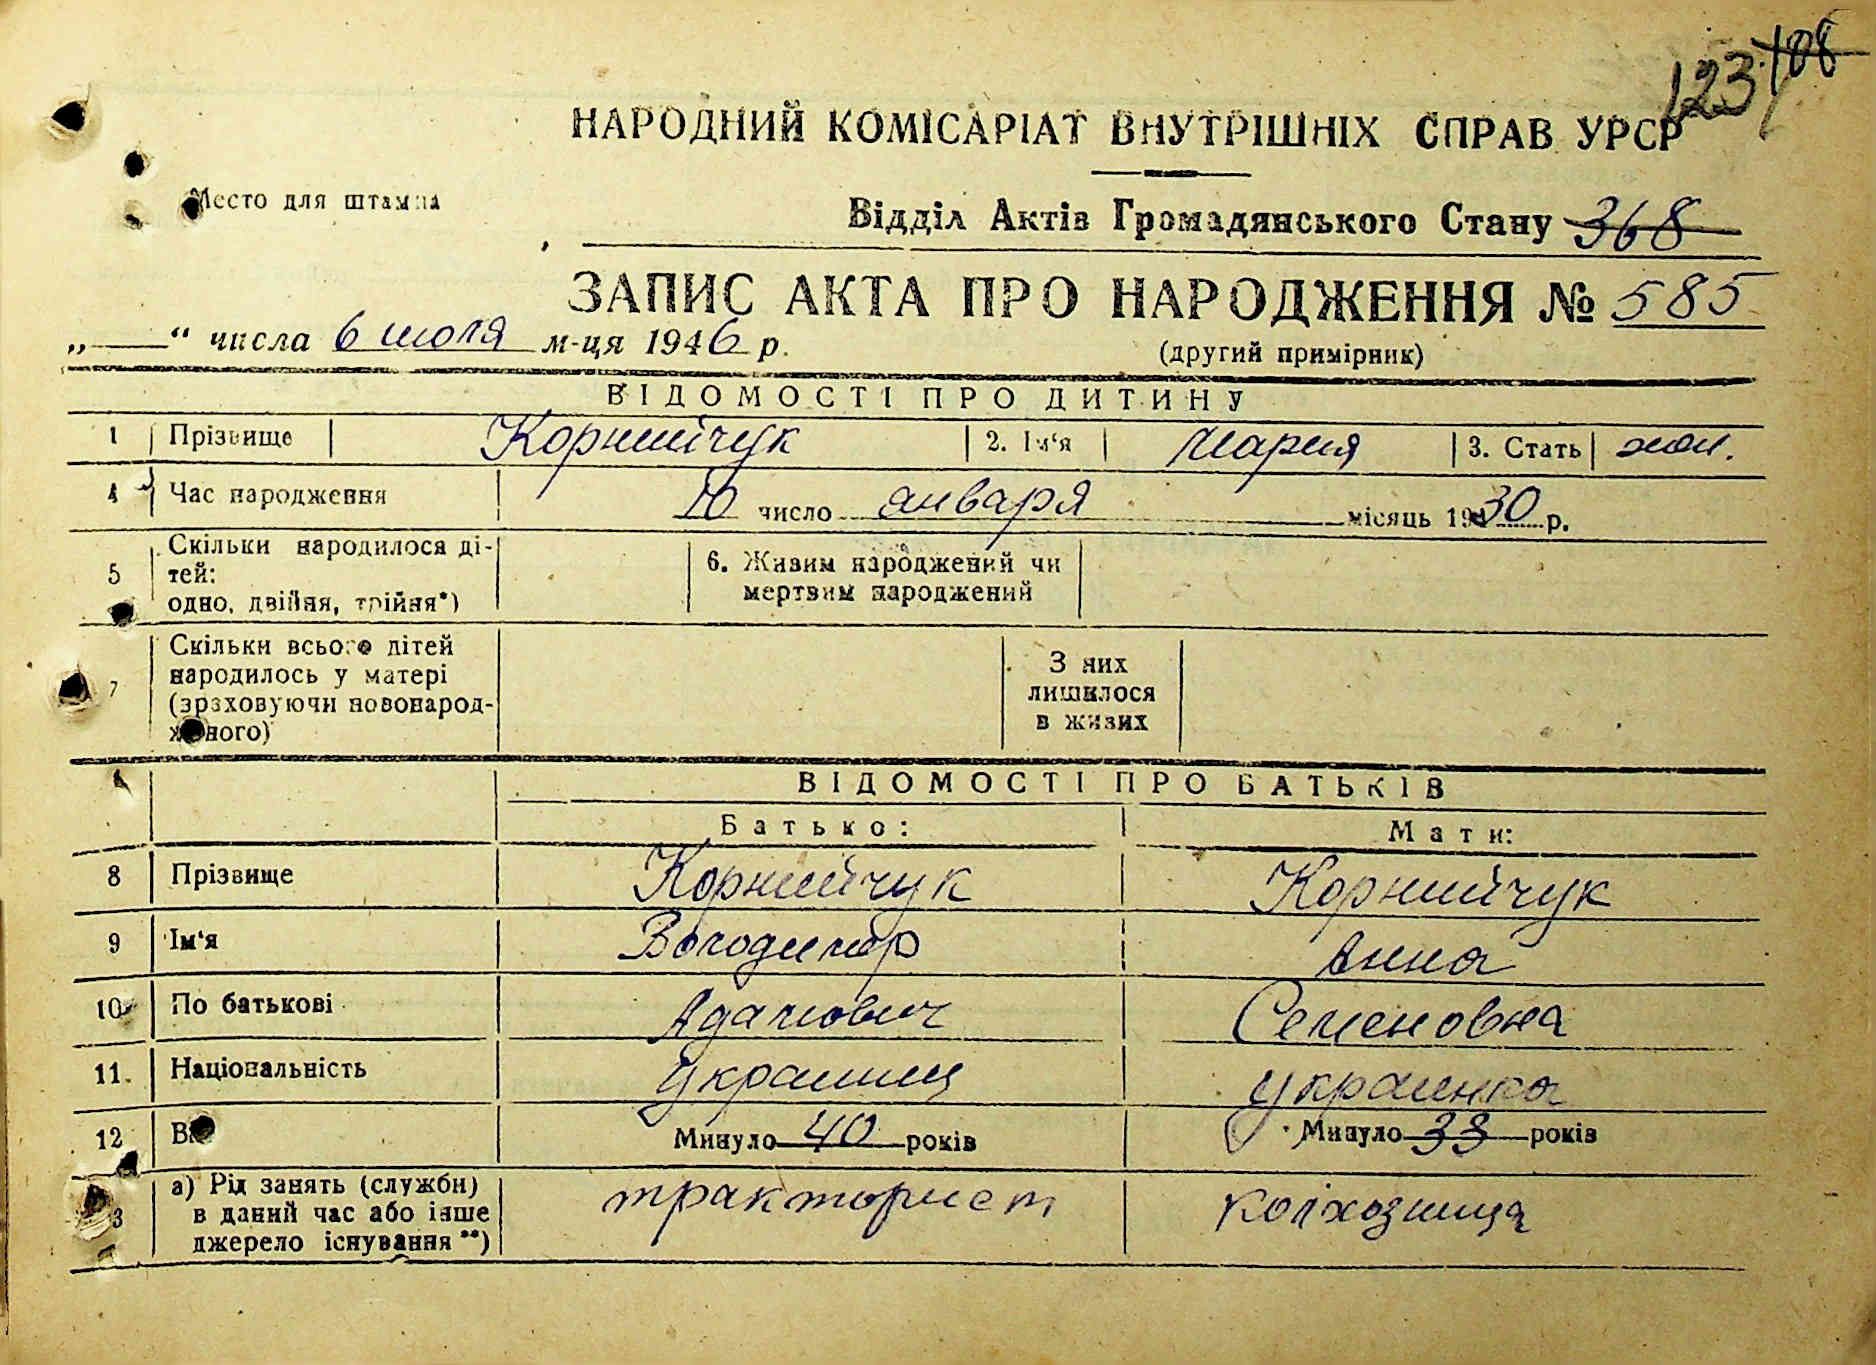 123 108
НАРОДНИЙ КОМІСАРІАТ ВНУТРІШНІХ СПРАВ УРСР
Место для штампа
Відділ Актів Громадянського Стану 368
ЗАПИС АКТА ПРО НАРОДЖЕННЯ № 585
„ “ числа 6 июля м-ця 1946 р.
(другий примірник)
ВІДОМОСТІ ПРО ДИТИНУ
1 Прізвище Корнийчук 2. Ім'я Мария 3. Стать жен.
4 Час народження 10 число января місяць 1930 р.
5 Скільки народилося ді-
тей:
одно, двійня, трійня*)
6. Живим народжений чи
мертвим народжений
7 Скільки всього дітей
народилось у матері
(зраховуючи новонарод-
женого)
З них
лишилося
в живих
ВІДОМОСТІ ПРО БАТЬКІВ
Батько: Мати:
8 Прізвище Корнийчук Корнийчук
9 Ім'я Володимер Анна
10 По батькові Адамович Семеновна
11. Національність украинец украинка
12 Вік Минуло 40 років Минуло 33 років
13 а) Рід занять (служби)
в даний час або інше
джерело існування**)
тракторист колхозница